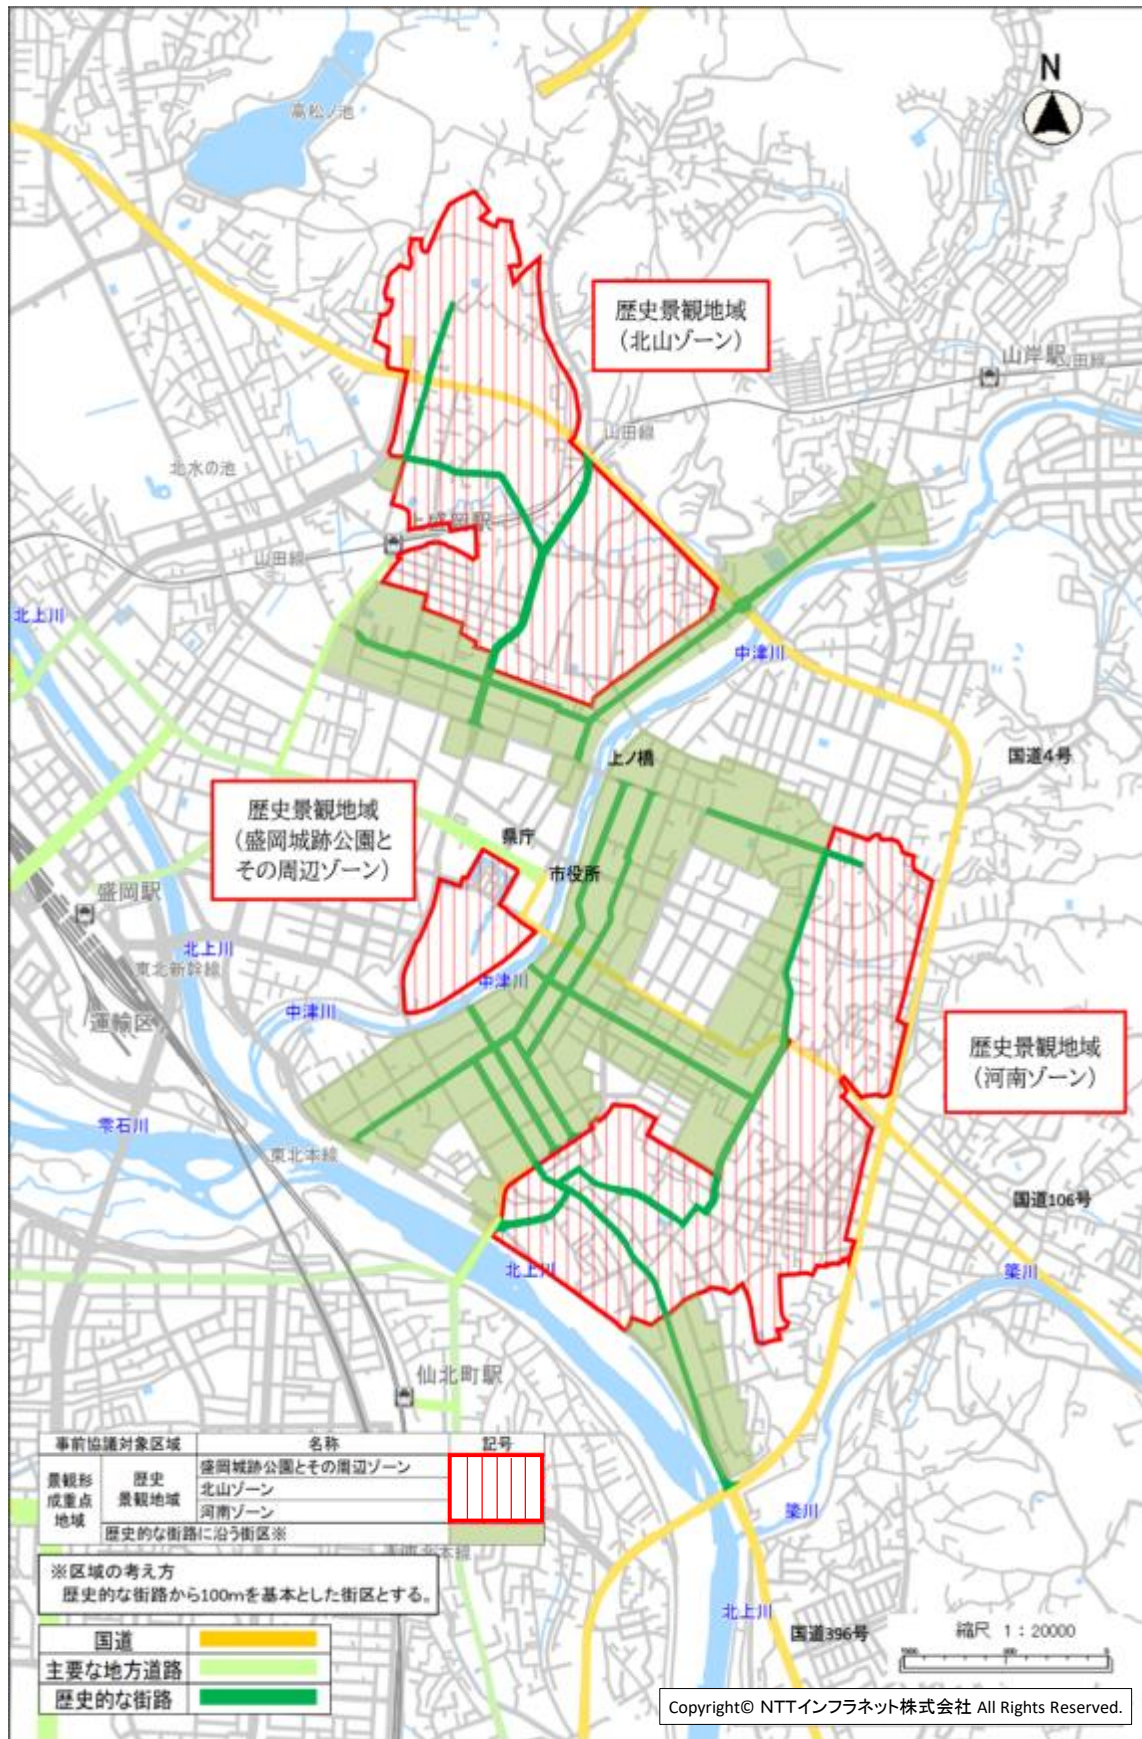 N
高松ノ池
歴史景観地域
(北山ゾーン)
山岸駅
山田線
山田線
北水の池
上盛岡駅
山田線
北上川
中津川
上ノ橋
国道4号
歴史景観地域
(盛岡城跡公園と
その周辺ゾーン)
県庁
市役所
盛岡駅
北上川
東北新幹線
中津川
中津川
運輸区
歴史景観地域
(河南ゾーン)
雫石川
東北本線
国道106号
北上川
簗川
仙北町駅
事前協議対象区域 名称 記号
景観形成重点地域 歴史景観地域 盛岡城跡公園とその周辺ゾーン
北山ゾーン
河南ゾーン
歴史的な街路に沿う街区※
※区域の考え方
歴史的な街路から100mを基本とした街区とする。
簗川
北上川
国道396号
国道
主要な地方道路
歴史的な街路
縮尺 1:20000
Copyright© NTTインフラネット株式会社 All Rights Reserved.